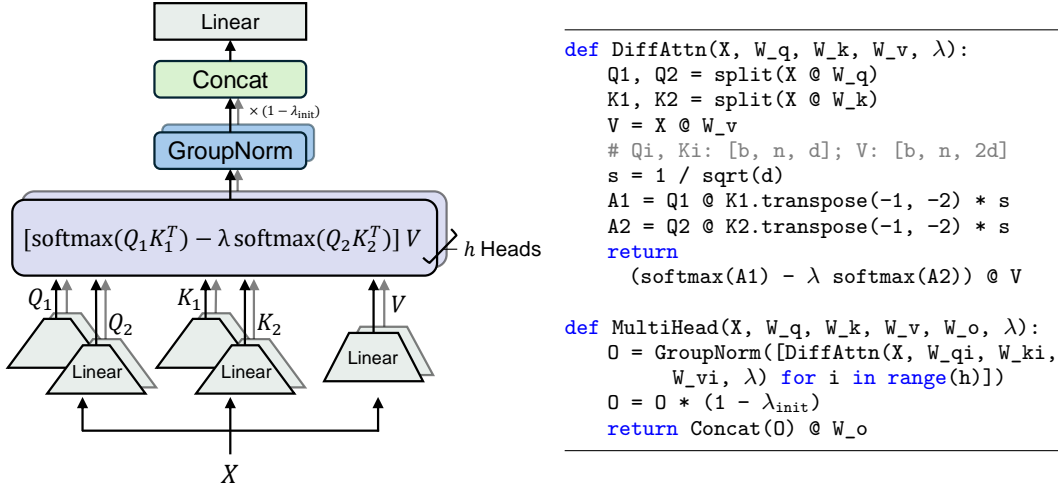 Linear
Concat
× (1 − λ_init)
GroupNorm
[softmax(Q₁K₁ᵀ) − λ softmax(Q₂K₂ᵀ)] V
h Heads
Q₁
Q₂
K₁
K₂
V
Linear
Linear
Linear
X
def DiffAttn(X, W_q, W_k, W_v, λ):
    Q1, Q2 = split(X @ W_q)
    K1, K2 = split(X @ W_k)
    V = X @ W_v
    # Qi, Ki: [b, n, d]; V: [b, n, 2d]
    s = 1 / sqrt(d)
    A1 = Q1 @ K1.transpose(−1, −2) * s
    A2 = Q2 @ K2.transpose(−1, −2) * s
    return
      (softmax(A1) − λ softmax(A2)) @ V
def MultiHead(X, W_q, W_k, W_v, W_o, λ):
    O = GroupNorm([DiffAttn(X, W_qi, W_ki,
        W_vi, λ) for i in range(h)])
    O = O * (1 − λ_init)
    return Concat(O) @ W_o